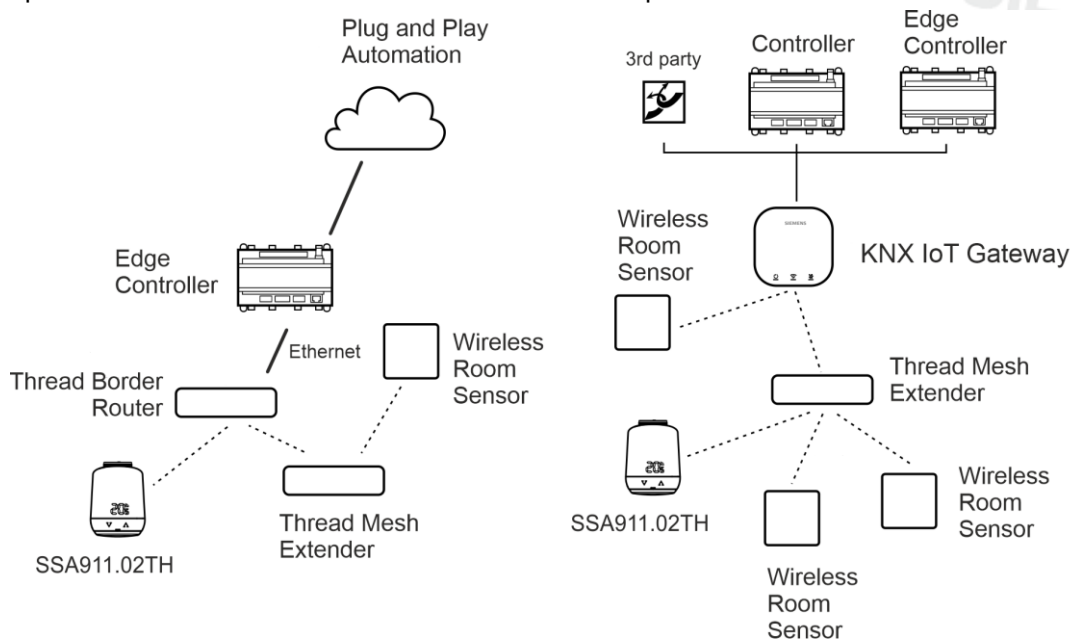 Plug and Play
Automation
Edge
Controller
Ethernet
Wireless
Room
Sensor
Thread Border
Router
Thread Mesh
Extender
SSA911.02TH
3rd party
Controller
Edge
Controller
Wireless
Room
Sensor
SIEMENS
KNX IoT Gateway
Thread Mesh
Extender
SSA911.02TH
Wireless
Room
Sensor
Wireless
Room
Sensor